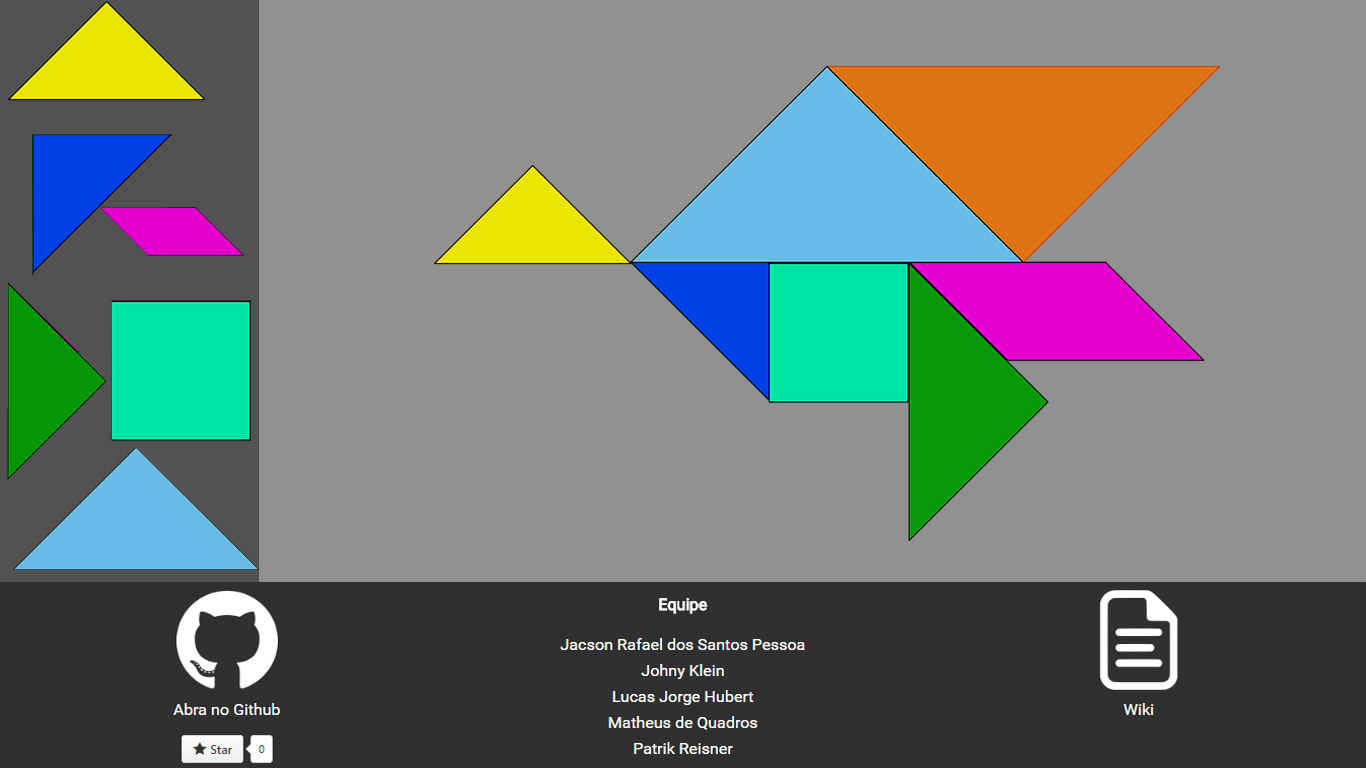 Equipe
Jacson Rafael dos Santos Pessoa
Johny Klein
Lucas Jorge Hubert
Matheus de Quadros
Patrik Reisner
Abra no Github
Star 0
Wiki